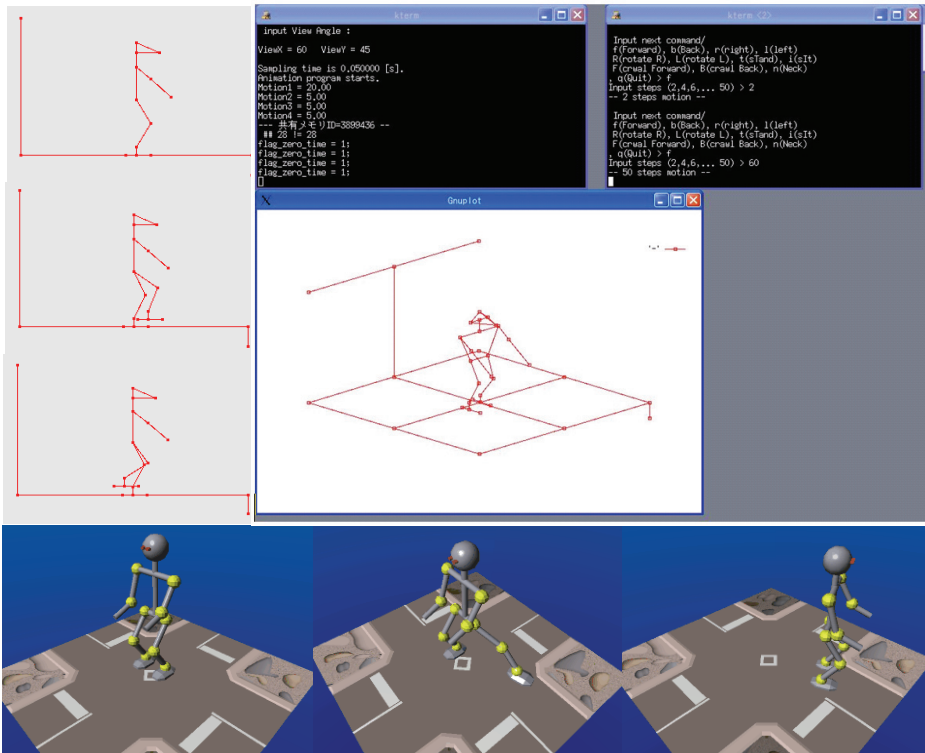 kterm
input View Angle :
ViewX = 60 ViewY = 45
Sampling time is 0.050000 [s].
Animation program starts.
Motion1 = 20.00
Motion2 = 5.00
Motion3 = 5.00
Motion4 = 5.00
--- 共有メモリID=3899436 --
## 28 != 28
flag_zero_time = 1;
flag_zero_time = 1;
flag_zero_time = 1;
kterm <2>
Input next command/
f(Forward), b(Back), r(right), l(left)
R(rotate R), L(rotate L), t(sTand), i(sIt)
F(crwal Forward), B(crawl Back), n(Neck)
, q(Quit) > f
Input steps (2,4,6,... 50) > 2
-- 2 steps motion --
Input next command/
f(Forward), b(Back), r(right), l(left)
R(rotate R), L(rotate L), t(sTand), i(sIt)
F(crwal Forward), B(crawl Back), n(Neck)
, q(Quit) > f
Input steps (2,4,6,... 50) > 60
-- 50 steps motion --
Gnuplot
'-'